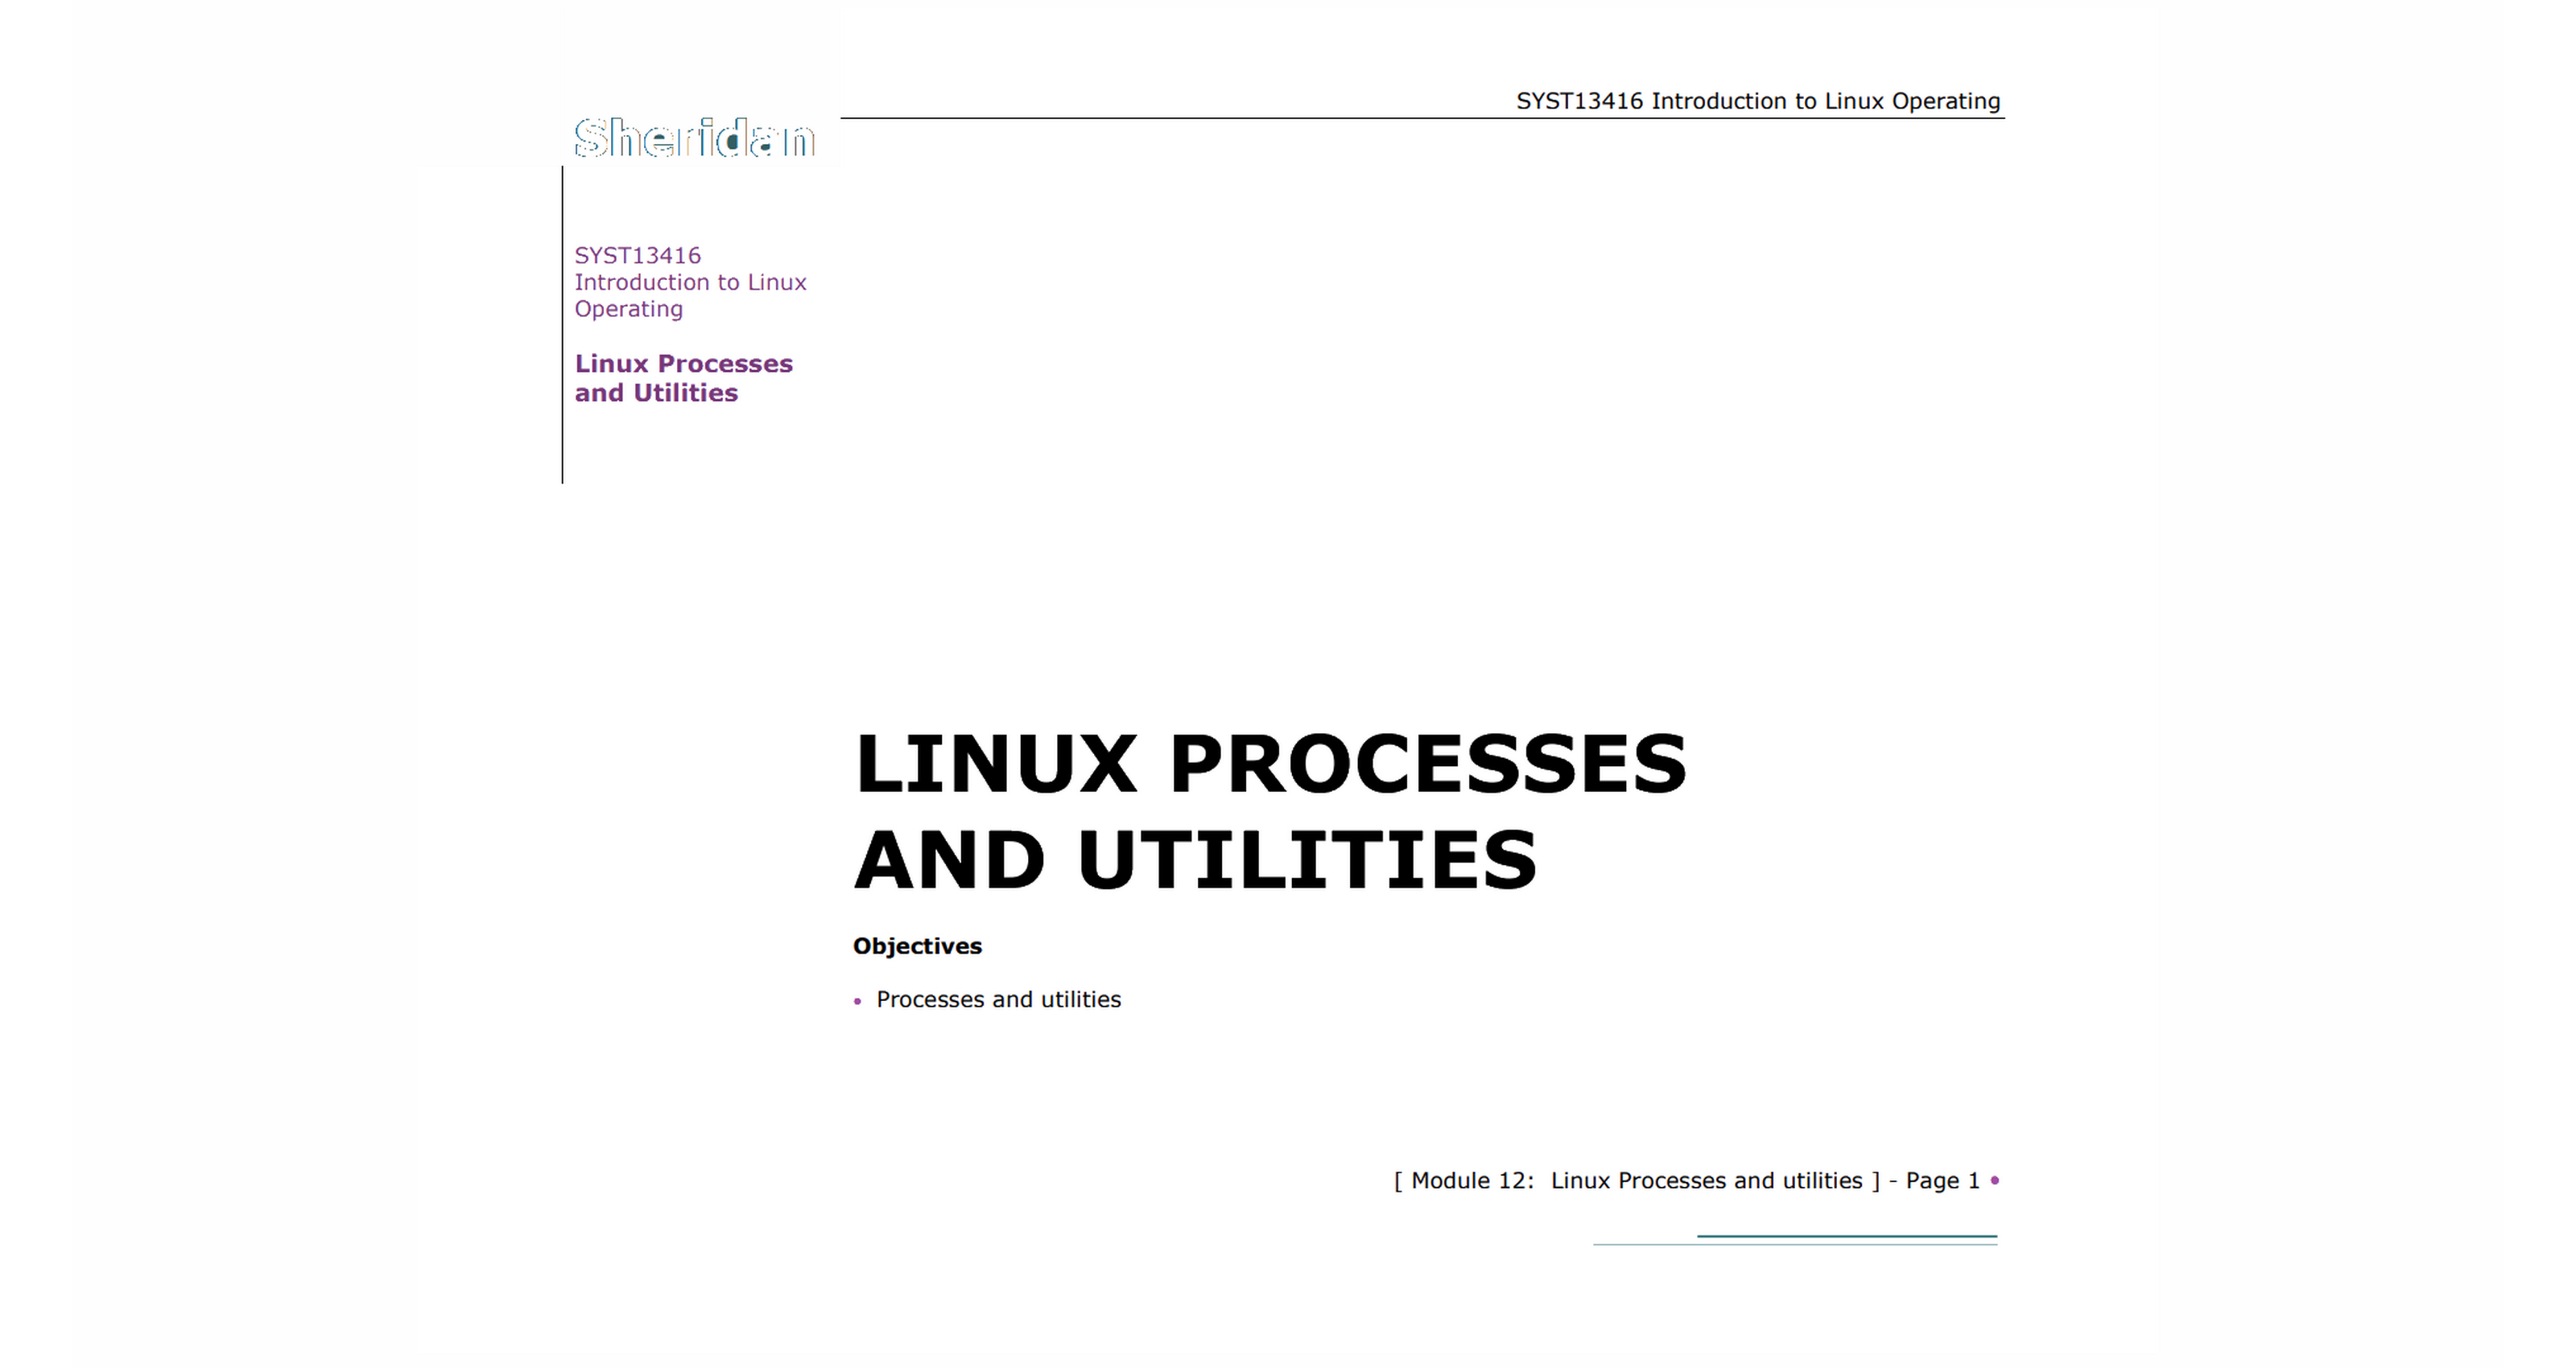 SYST13416 Introduction to Linux Operating
Sheridan
SYST13416
Introduction to Linux
Operating
Linux Processes
and Utilities
LINUX PROCESSES
AND UTILITIES
Objectives
• Processes and utilities
[ Module 12:  Linux Processes and utilities ] - Page 1 •